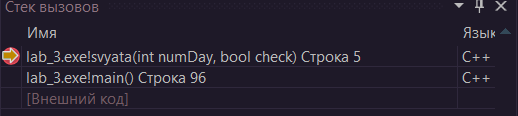 Стек вызовов
Имя Язык
lab_3.exe!svyata(int numDay, bool check) Строка 5 C++
lab_3.exe!main() Строка 96 C++
[Внешний код]